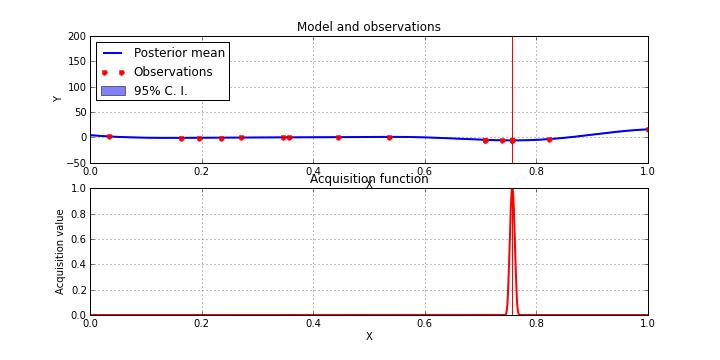 Model and observations
200
150
100
50
0
−50
Y
Posterior mean
Observations
95% C. I.
0.0 0.2 0.4 0.6 0.8 1.0
X
Acquisition function
1.0
0.8
0.6
0.4
0.2
0.0
Acquisition value
0.0 0.2 0.4 0.6 0.8 1.0
X